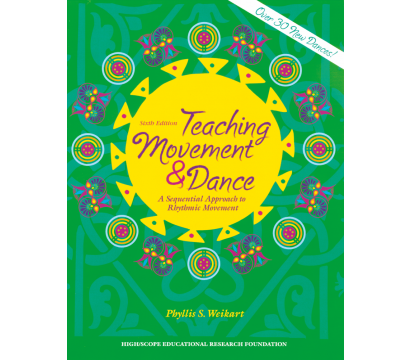 Over 30 New Dances!
Sixth Edition
Teaching
Movement
& Dance
A Sequential Approach to
Rhythmic Movement
Phyllis S. Weikart
HIGH/SCOPE EDUCATIONAL RESEARCH FOUNDATION